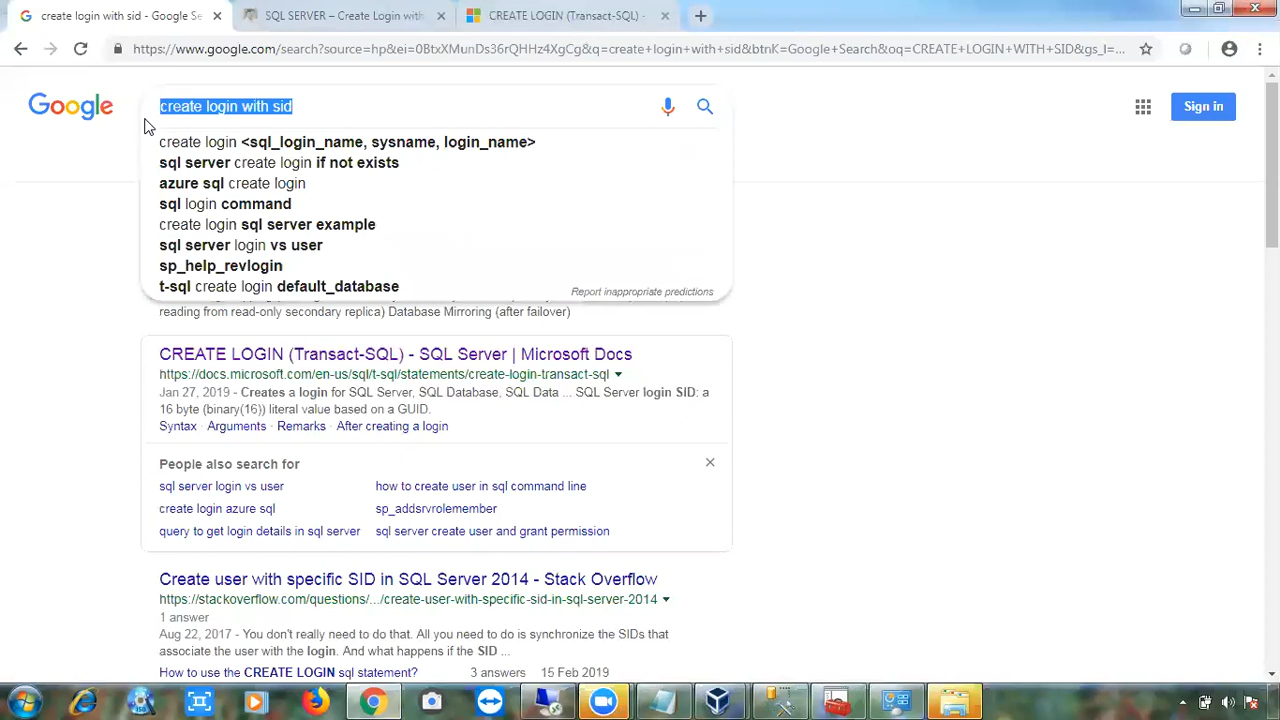 create login with sid - Google Se
SQL SERVER – Create Login with
CREATE LOGIN (Transact-SQL) -
https://www.google.com/search?source=hp&ei=0BtxXMunDs36rQHHz4XgCg&q=create+login+with+sid&btnK=Google+Search&oq=CREATE+LOGIN+WITH+SID&gs_l=...
Google
create login with sid
Sign in
create login <sql_login_name, sysname, login_name>
sql server create login if not exists
azure sql create login
sql login command
create login sql server example
sql server login vs user
sp_help_revlogin
t-sql create login default_database
Report inappropriate predictions
reading from read-only secondary replica) Database Mirroring (after failover)
CREATE LOGIN (Transact-SQL) - SQL Server | Microsoft Docs
https://docs.microsoft.com/en-us/sql/t-sql/statements/create-login-transact-sql
Jan 27, 2019 - Creates a login for SQL Server, SQL Database, SQL Data ... SQL Server login SID: a
16 byte (binary(16)) literal value based on a GUID.
Syntax · Arguments · Remarks · After creating a login
People also search for
sql server login vs user
how to create user in sql command line
create login azure sql
sp_addsrvrolemember
query to get login details in sql server
sql server create user and grant permission
Create user with specific SID in SQL Server 2014 - Stack Overflow
https://stackoverflow.com/questions/.../create-user-with-specific-sid-in-sql-server-2014
1 answer
Aug 22, 2017 - You don't really need to do that. All you need to do is synchronize the SIDs that
associate the user with the login. And what happens if the SID ...
How to use the CREATE LOGIN sql statement?
3 answers
15 Feb 2019